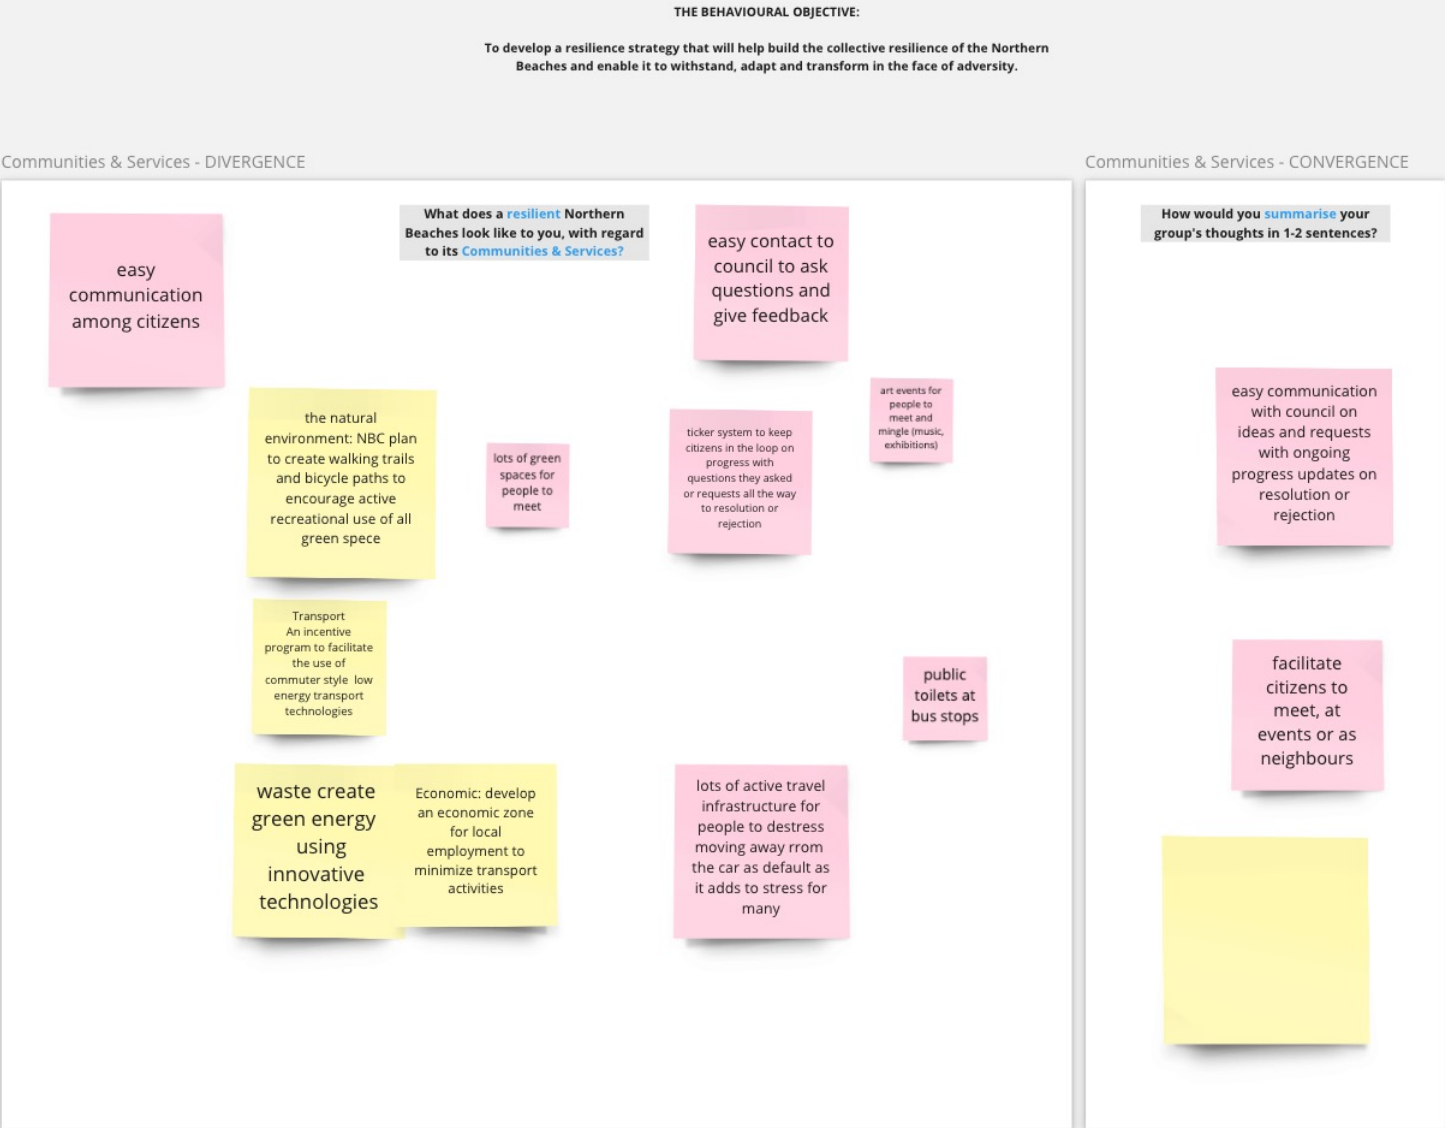 THE BEHAVIOURAL OBJECTIVE:
To develop a resilience strategy that will help build the collective resilience of the Northern
Beaches and enable it to withstand, adapt and transform in the face of adversity.
Communities & Services - DIVERGENCE
What does a resilient Northern
Beaches look like to you, with regard
to its Communities & Services?
easy
communication
among citizens
easy contact to
council to ask
questions and
give feedback
the natural
environment: NBC plan
to create walking trails
and bicycle paths to
encourage active
recreational use of all
green spece
lots of green
spaces for
people to
meet
ticker system to keep
citizens in the loop on
progress with
questions they asked
or requests all the way
to resolution or
rejection
art events for
people to
meet and
mingle (music,
exhibitions)
Transport
An incentive
program to facilitate
the use of
commuter style low
energy transport
technologies
public
toilets at
bus stops
waste create
green energy
using
innovative
technologies
Economic: develop
an economic zone
for local
employment to
minimize transport
activities
lots of active travel
infrastructure for
people to destress
moving away rrom
the car as default as
it adds to stress for
many
Communities & Services - CONVERGENCE
How would you summarise your
group's thoughts in 1-2 sentences?
easy communication
with council on
ideas and requests
with ongoing
progress updates on
resolution or
rejection
facilitate
citizens to
meet, at
events or as
neighbours